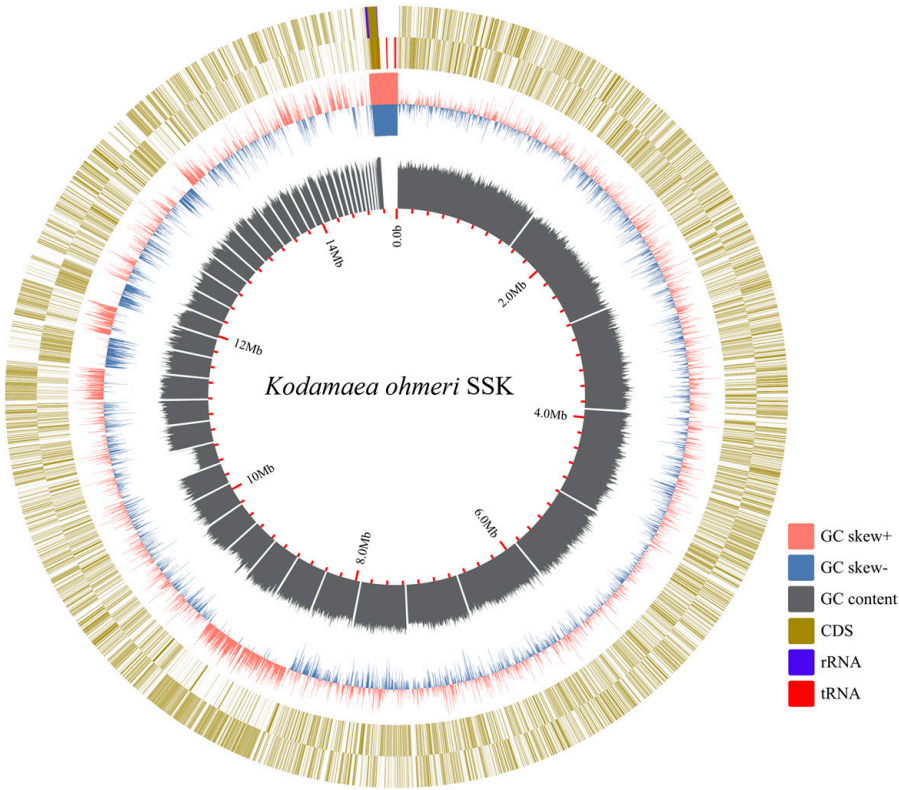 0.0b
2.0Mb
4.0Mb
6.0Mb
8.0Mb
10Mb
12Mb
14Mb
Kodamaea ohmeri SSK
GC skew+
GC skew-
GC content
CDS
rRNA
tRNA